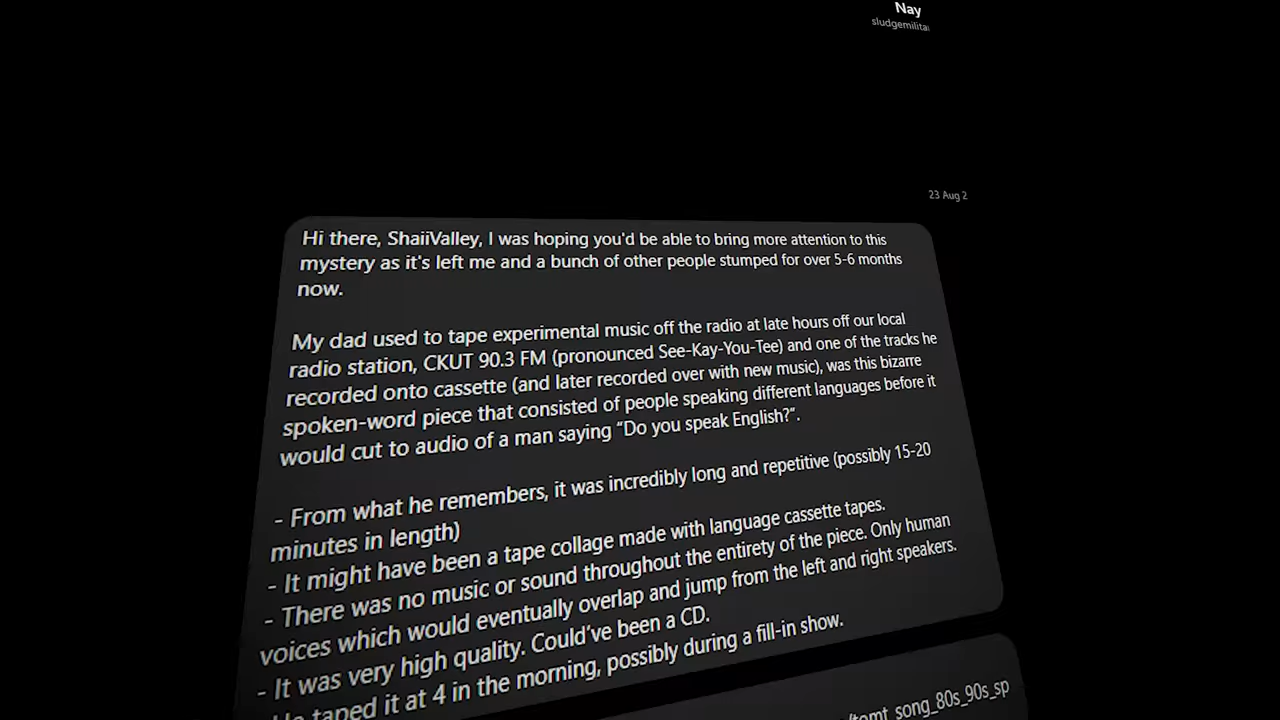 Nay
23 Aug 2
Hi there, ShaiiValley, I was hoping you'd be able to bring more attention to this
mystery as it's left me and a bunch of other people stumped for over 5-6 months
now.
My dad used to tape experimental music off the radio at late hours off our local
radio station, CKUT 90.3 FM (pronounced See-Kay-You-Tee) and one of the tracks he
recorded onto cassette (and later recorded over with new music), was this bizarre
spoken-word piece that consisted of people speaking different languages before it
would cut to audio of a man saying “Do you speak English?”.
- From what he remembers, it was incredibly long and repetitive (possibly 15-20
minutes in length)
- It might have been a tape collage made with language cassette tapes.
- There was no music or sound throughout the entirety of the piece. Only human
voices which would eventually overlap and jump from the left and right speakers.
- It was very high quality. Could’ve been a CD.
He taped it at 4 in the morning, possibly during a fill-in show.
/tomt_song_80s_90s_sp